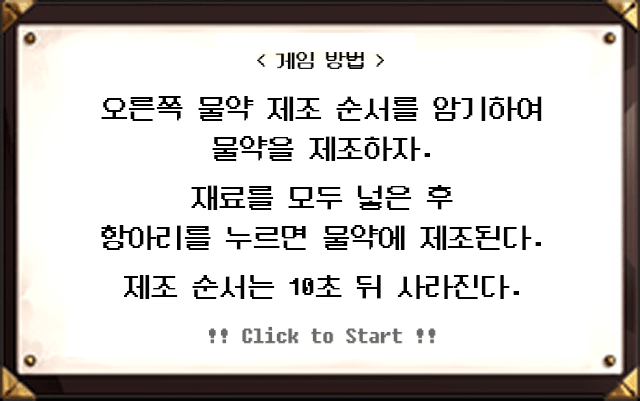 < 게임 방법 >
오른쪽 물약 제조 순서를 암기하여
물약을 제조하자.
재료를 모두 넣은 후
항아리를 누르면 물약에 제조된다.
제조 순서는 10초 뒤 사라진다.
!! Click to Start !!